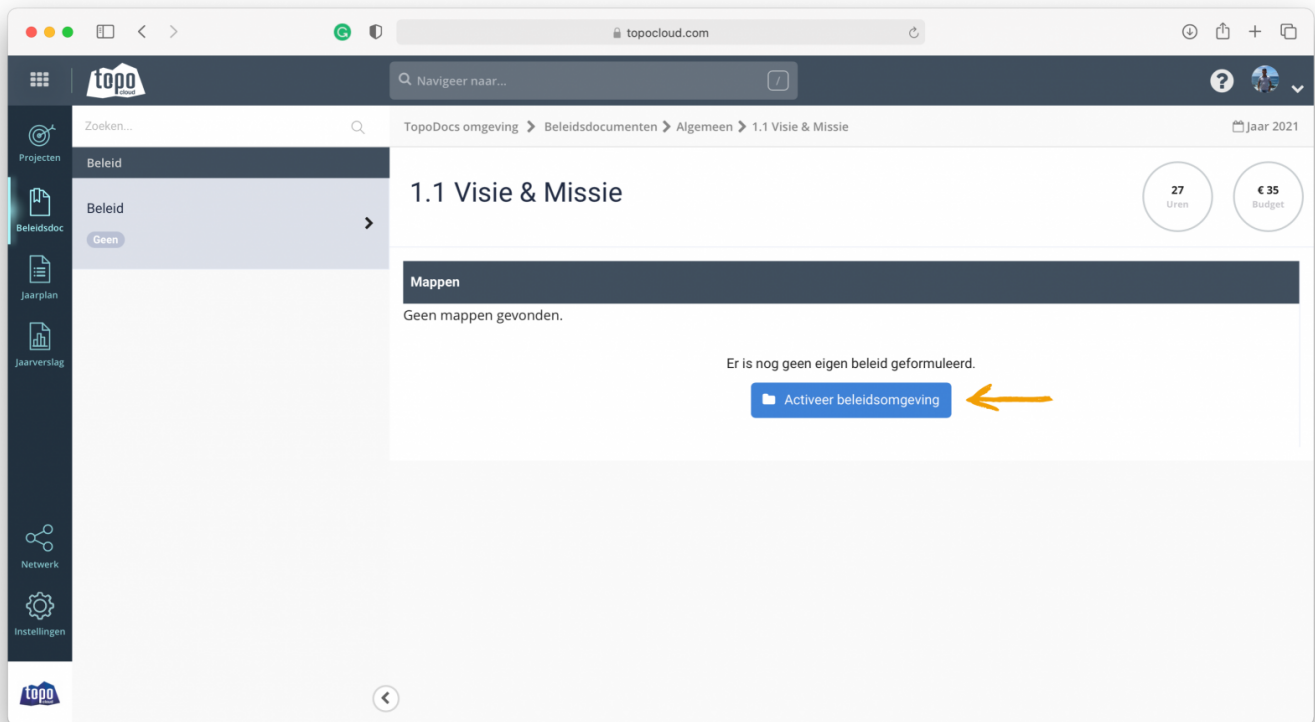 topocloud.com
topo
cloud
Navigeer naar...
/
?
Projecten
Beleidsdoc
Jaarplan
Jaarverslag
Netwerk
Instellingen
topo
cloud
Zoeken...
Beleid
Beleid
Geen
TopoDocs omgeving Beleidsdocumenten Algemeen 1.1 Visie & Missie
Jaar 2021
1.1 Visie & Missie
27
Uren
€ 35
Budget
Mappen
Geen mappen gevonden.
Er is nog geen eigen beleid geformuleerd.
Activeer beleidsomgeving